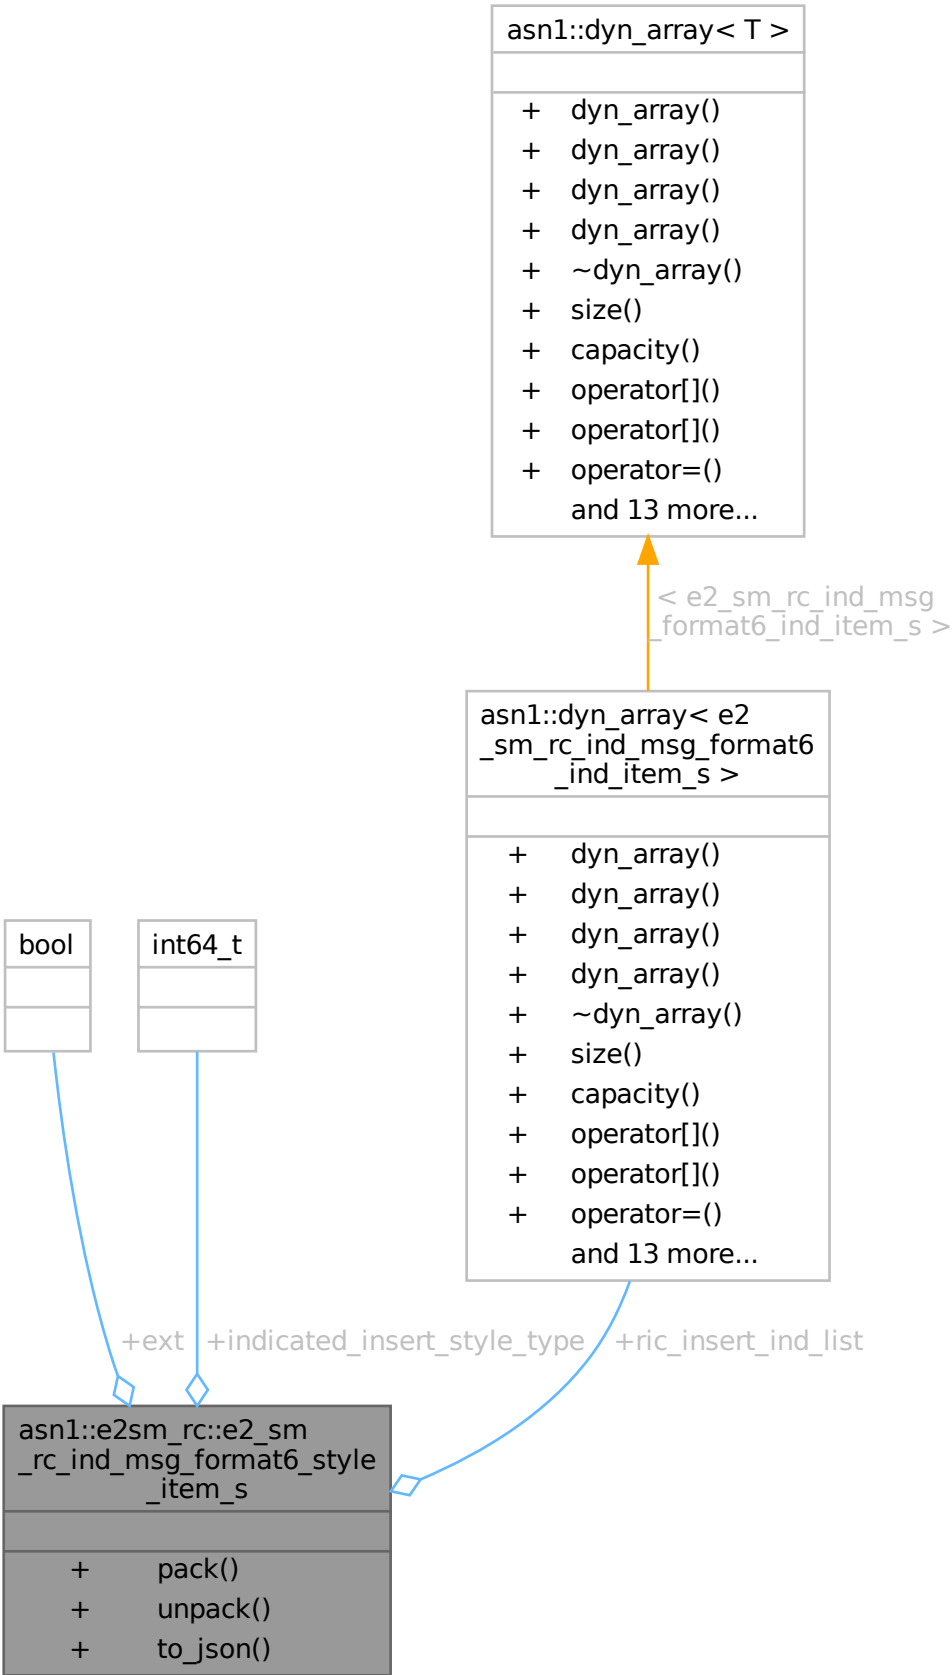 asn1::dyn_array< T >
+ dyn_array()
+ dyn_array()
+ dyn_array()
+ dyn_array()
+ ~dyn_array()
+ size()
+ capacity()
+ operator[]()
+ operator[]()
+ operator=()
and 13 more...
< e2_sm_rc_ind_msg
_format6_ind_item_s >
asn1::dyn_array< e2
_sm_rc_ind_msg_format6
_ind_item_s >
+ dyn_array()
+ dyn_array()
+ dyn_array()
+ dyn_array()
+ ~dyn_array()
+ size()
+ capacity()
+ operator[]()
+ operator[]()
+ operator=()
and 13 more...
bool
int64_t
+ext
+indicated_insert_style_type
+ric_insert_ind_list
asn1::e2sm_rc::e2_sm
_rc_ind_msg_format6_style
_item_s
+ pack()
+ unpack()
+ to_json()